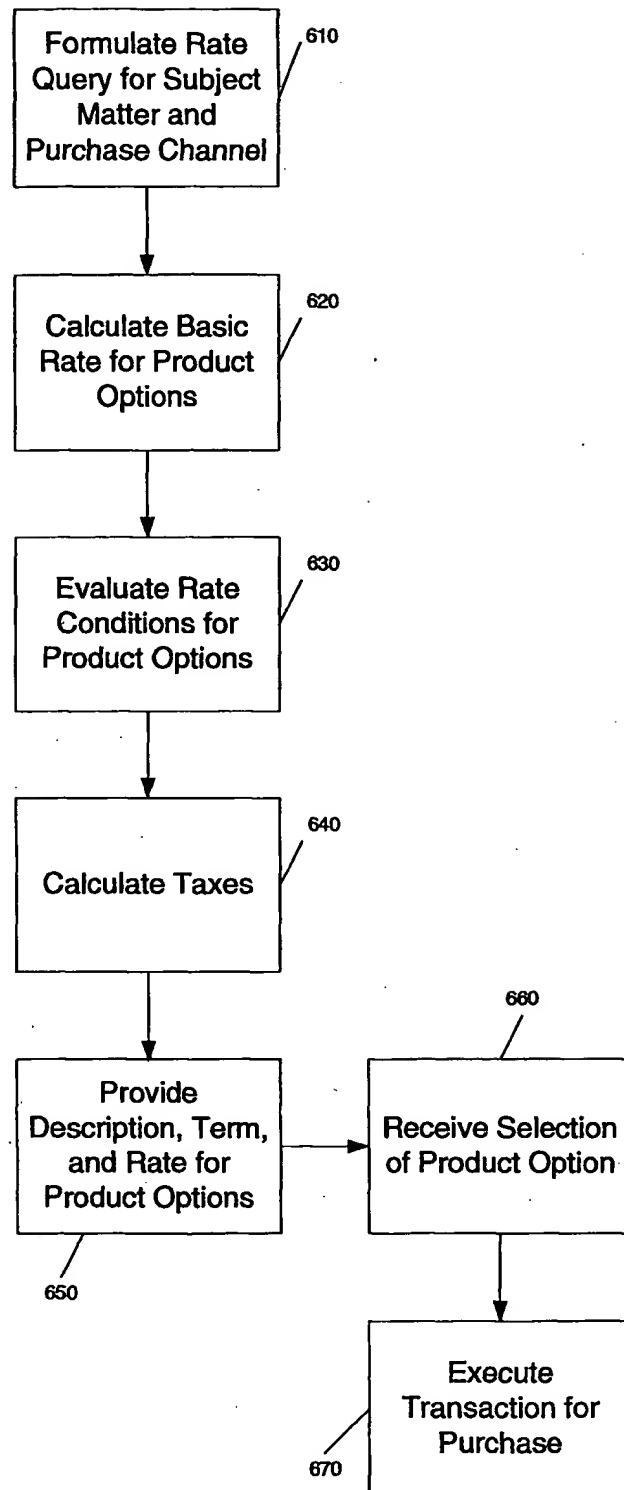 Formulate Rate
Query for Subject
Matter and
Purchase Channel
610
Calculate Basic
Rate for Product
Options
620
Evaluate Rate
Conditions for
Product Options
630
Calculate Taxes
640
Provide
Description, Term,
and Rate for
Product Options
650
660
Receive Selection
of Product Option
Execute
Transaction for
Purchase
670